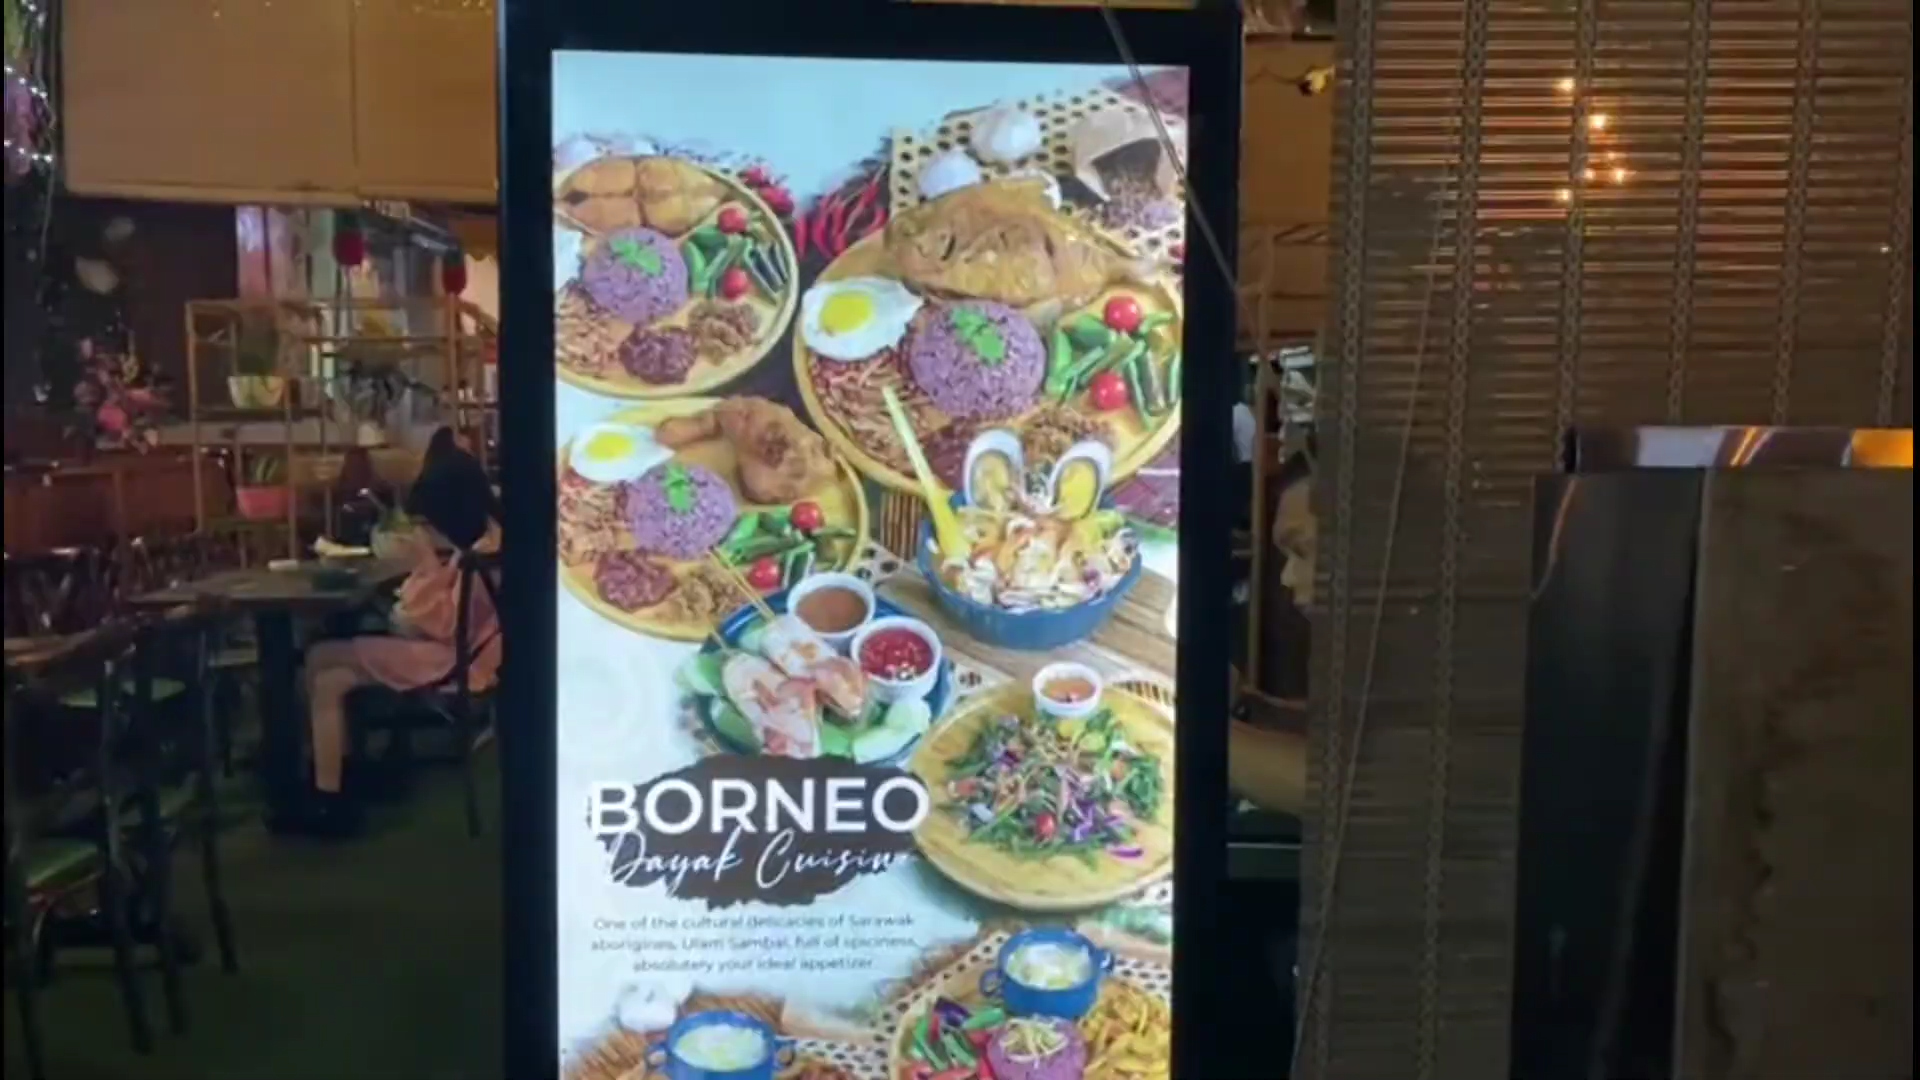 BORNEO
Dayak Cuisine
One of the cultural delicacies of Sarawak
aborigines, Ulam Sambal, full of spiciness,
absolutely your ideal appetizer